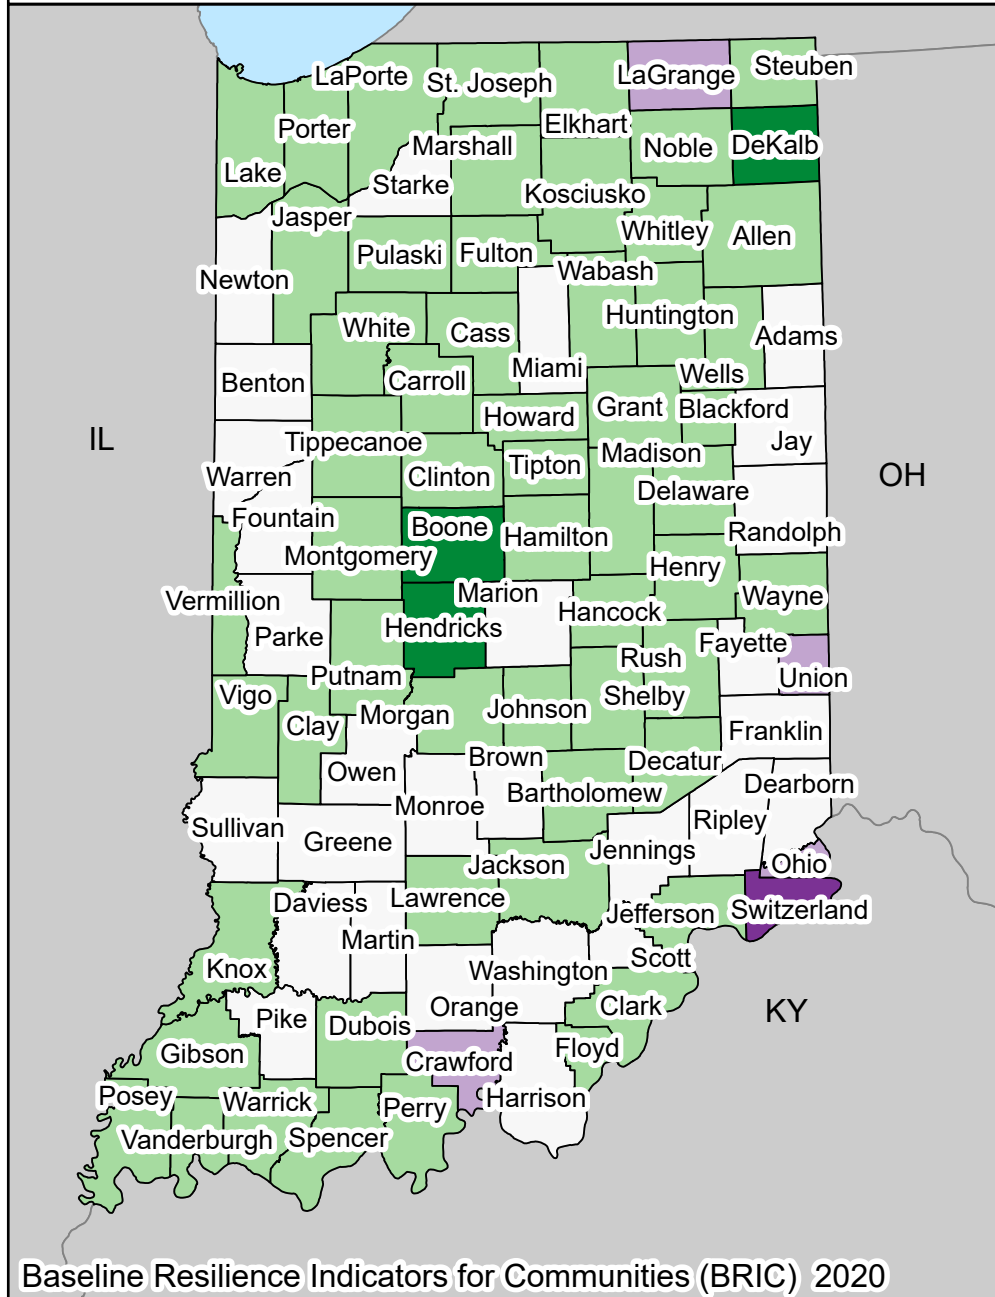 LaPorte
St. Joseph
LaGrange
Steuben
Porter
Elkhart
Marshall
Noble
DeKalb
Lake
Starke
Kosciusko
Jasper
Whitley
Allen
Pulaski
Fulton
Newton
Wabash
White
Cass
Huntington
Adams
Benton
Carroll
Miami
Wells
Howard
Grant
Blackford
IL
Tippecanoe
Jay
Warren
Clinton
Tipton
Madison
OH
Delaware
Fountain
Boone
Hamilton
Randolph
Montgomery
Henry
Vermillion
Marion
Wayne
Parke
Hendricks
Hancock
Fayette
Putnam
Rush
Union
Vigo
Clay
Morgan
Johnson
Shelby
Franklin
Owen
Brown
Decatur
Dearborn
Monroe
Bartholomew
Sullivan
Greene
Ripley
Jennings
Jackson
Ohio
Daviess
Lawrence
Jefferson
Switzerland
Martin
Knox
Washington
Scott
Pike
Dubois
Orange
Clark
KY
Gibson
Crawford
Floyd
Posey
Warrick
Perry
Harrison
Vanderburgh
Spencer
Baseline Resilience Indicators for Communities (BRIC) 2020